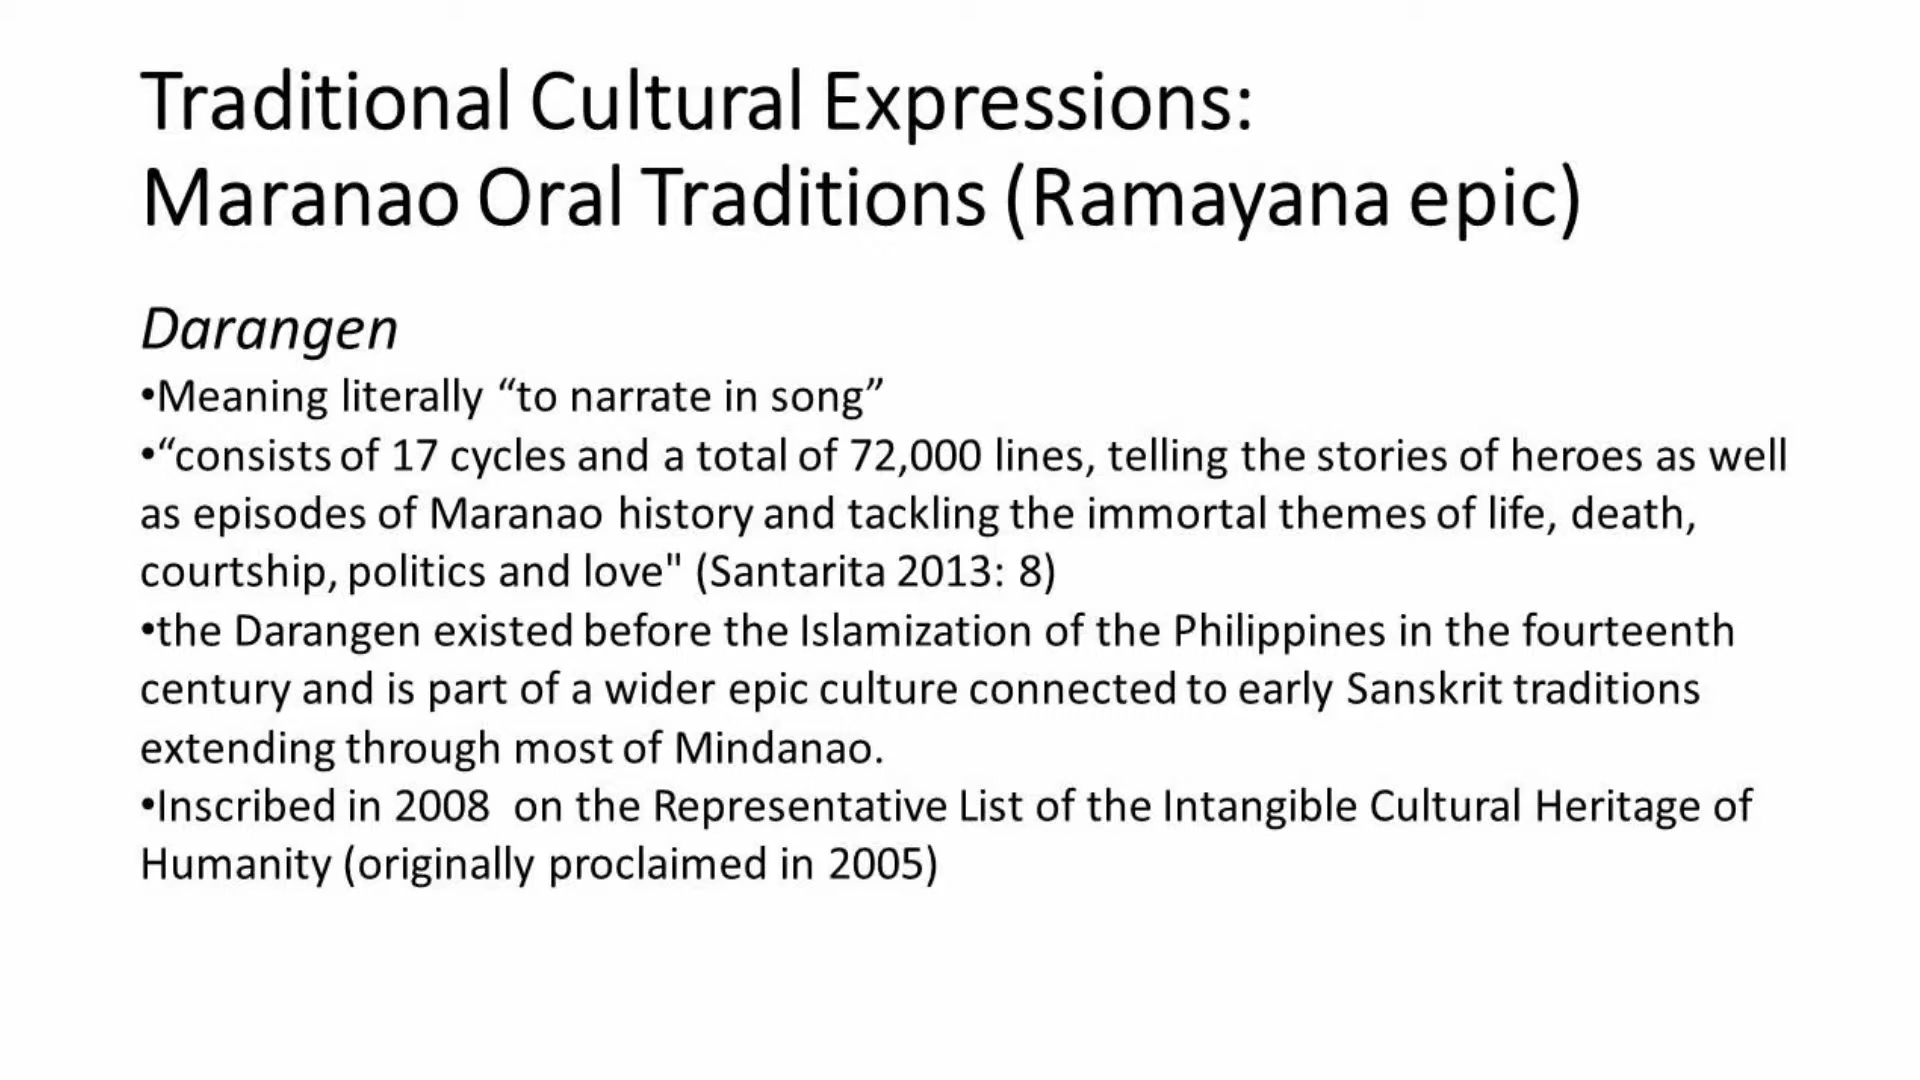 Traditional Cultural Expressions:
Maranao Oral Traditions (Ramayana epic)
Darangen
•Meaning literally “to narrate in song”
•“consists of 17 cycles and a total of 72,000 lines, telling the stories of heroes as well
as episodes of Maranao history and tackling the immortal themes of life, death,
courtship, politics and love" (Santarita 2013: 8)
•the Darangen existed before the Islamization of the Philippines in the fourteenth
century and is part of a wider epic culture connected to early Sanskrit traditions
extending through most of Mindanao.
•Inscribed in 2008  on the Representative List of the Intangible Cultural Heritage of
Humanity (originally proclaimed in 2005)